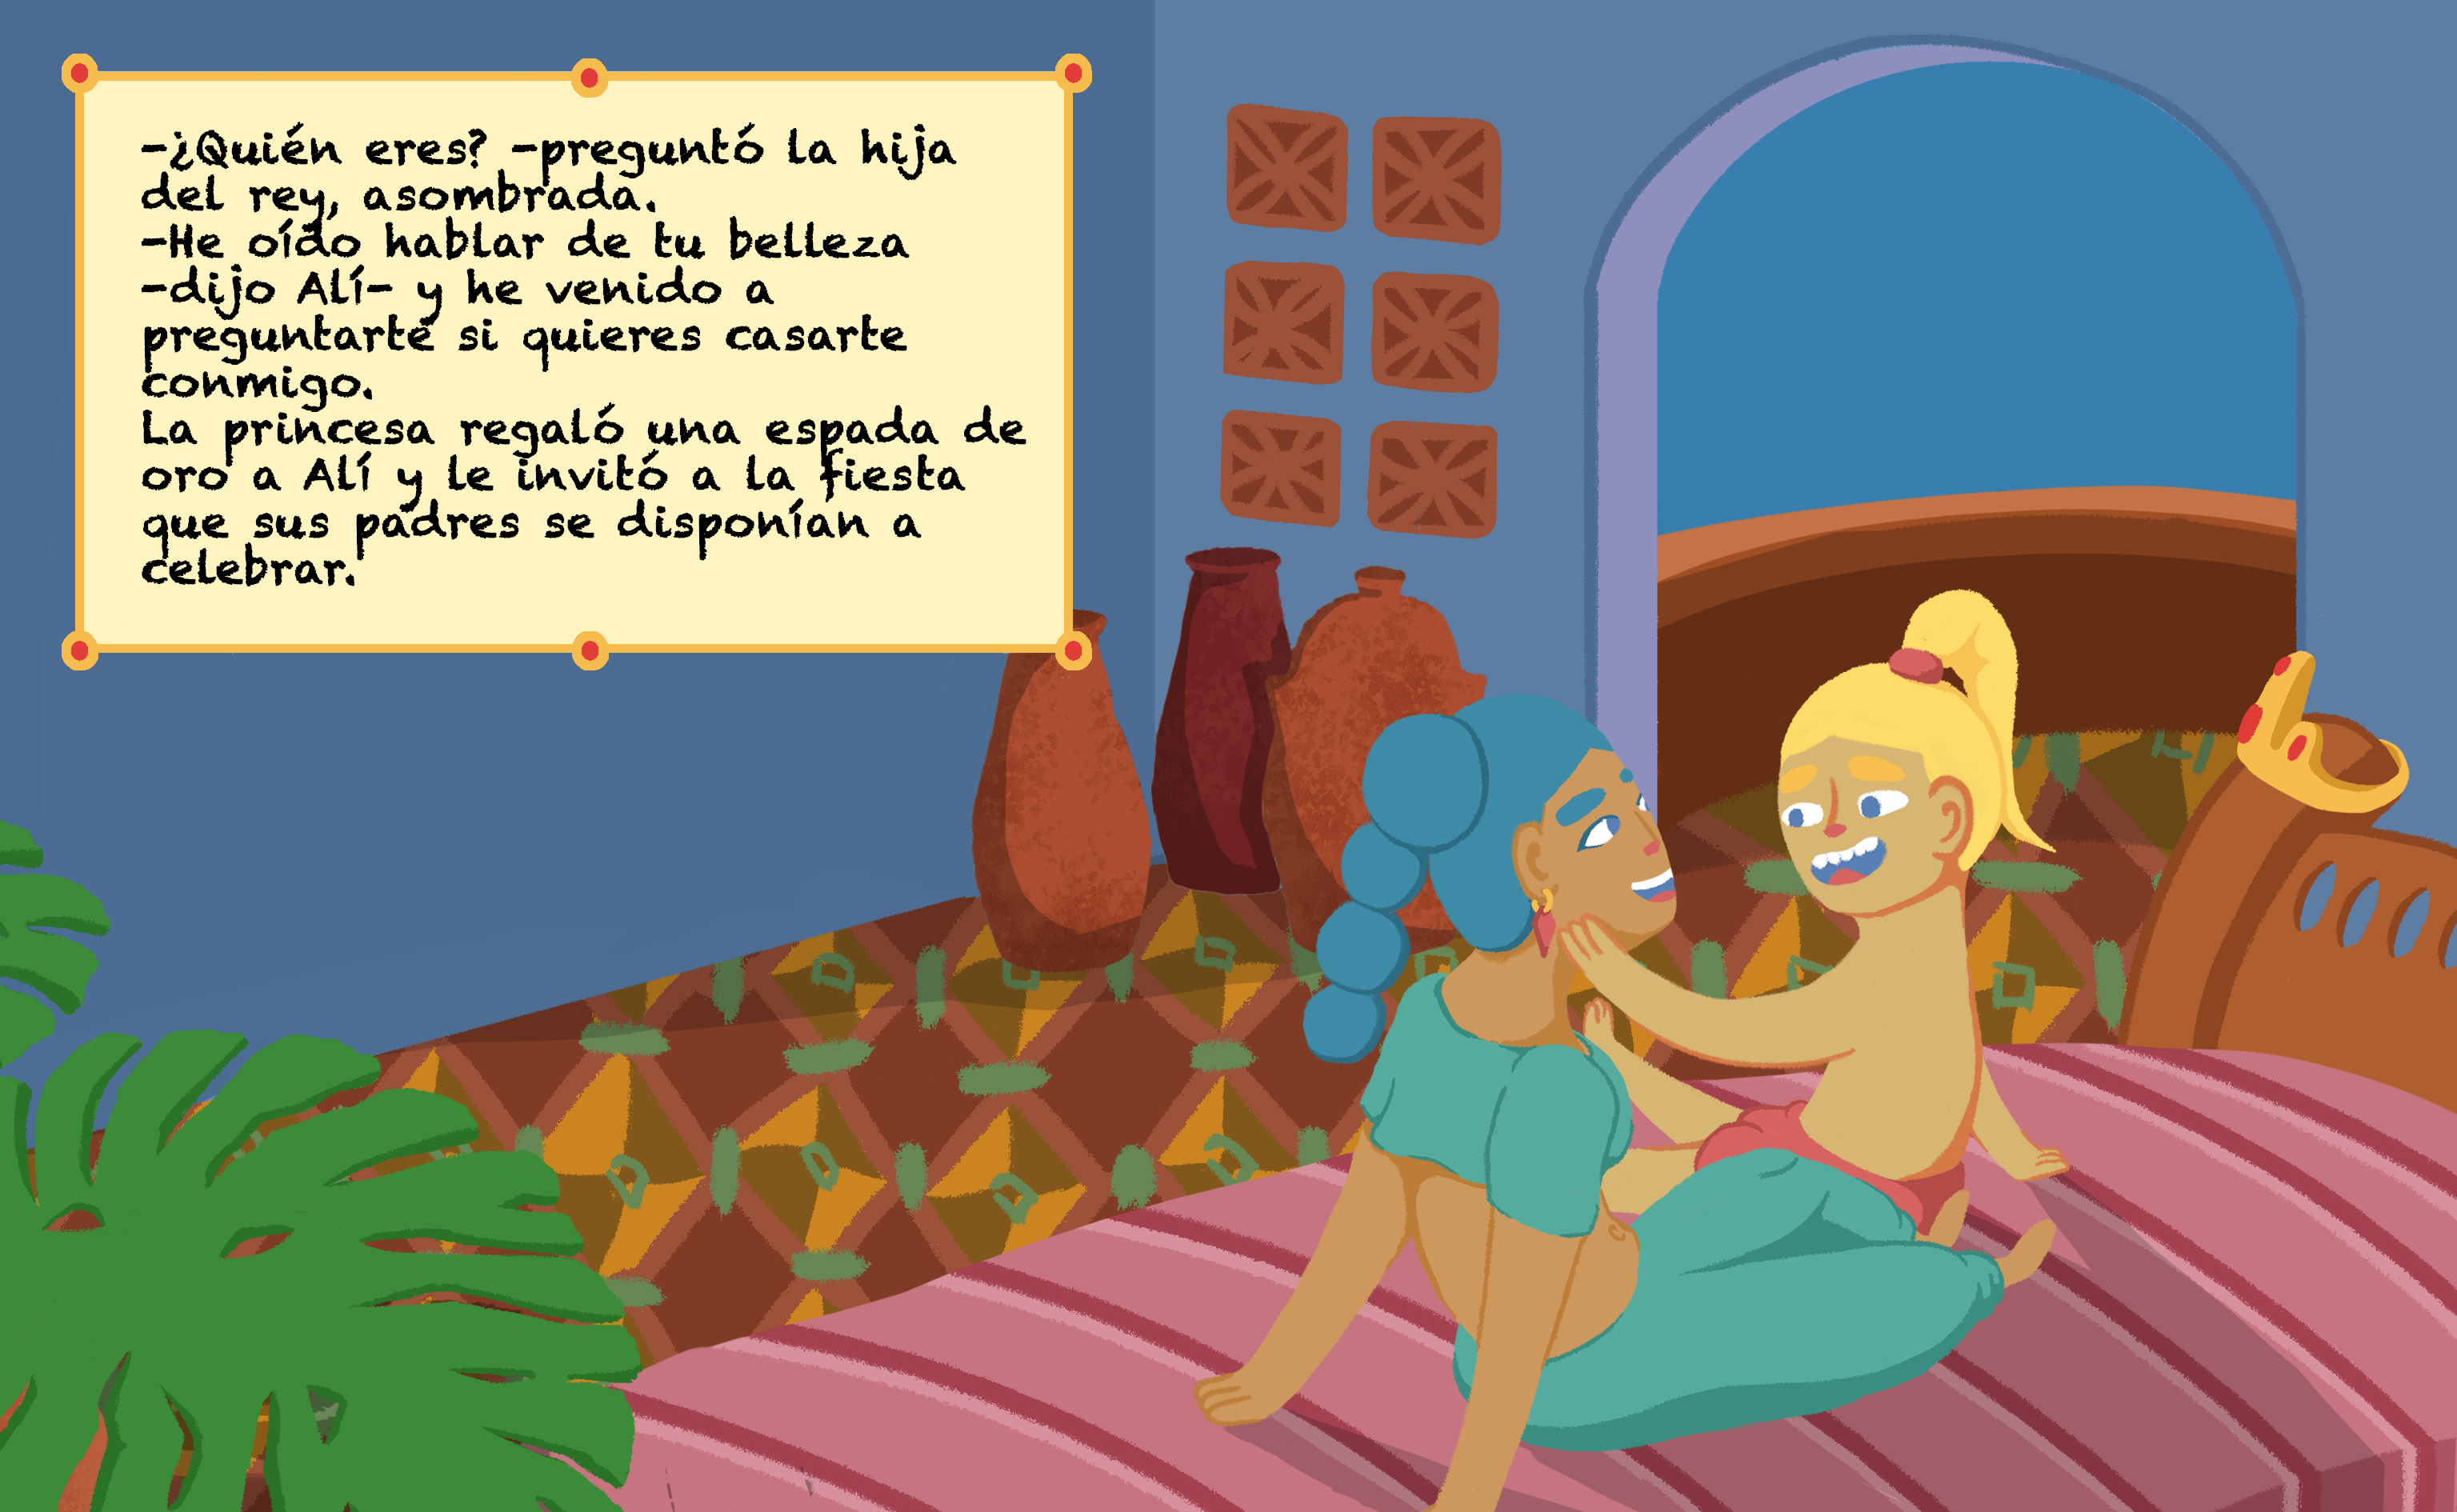 -¿Quién eres? -preguntó la hija
del rey, asombrada.
-He oído hablar de tu belleza
-dijo Alí- y he venido a
preguntarte si quieres casarte
conmigo.
La princesa regaló una espada de
oro a Alí y le invitó a la fiesta
que sus padres se disponían a
celebrar.